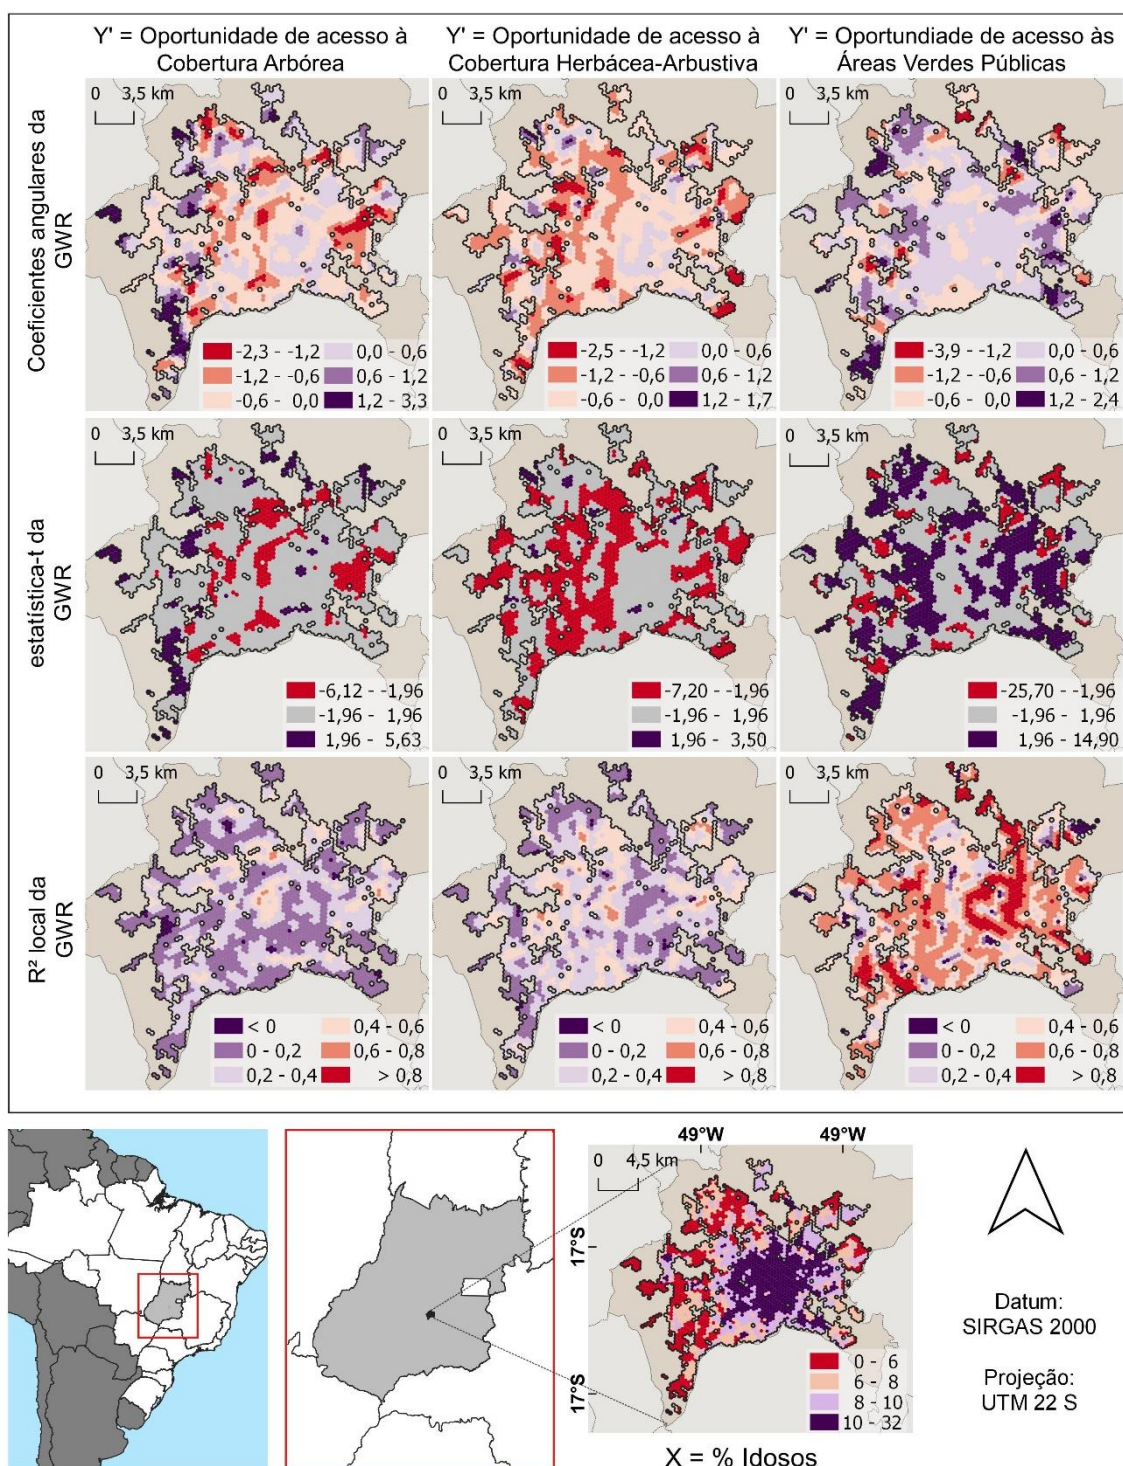 Y' = Oportunidade de acesso à
Cobertura Arbórea
Y' = Oportunidade de acesso à
Cobertura Herbácea-Arbustiva
Y' = Oportundiade de acesso às
Áreas Verdes Públicas
Coeficientes angulares da
GWR
0 3,5 km
-2,3 - -1,2
-1,2 - -0,6
-0,6 - 0,0
0,0 - 0,6
0,6 - 1,2
1,2 - 3,3
0 3,5 km
-2,5 - -1,2
-1,2 - -0,6
-0,6 - 0,0
0,0 - 0,6
0,6 - 1,2
1,2 - 1,7
0 3,5 km
-3,9 - -1,2
-1,2 - -0,6
-0,6 - 0,0
0,0 - 0,6
0,6 - 1,2
1,2 - 2,4
estatística-t da
GWR
0 3,5 km
-6,12 - -1,96
-1,96 - 1,96
1,96 - 5,63
0 3,5 km
-7,20 - -1,96
-1,96 - 1,96
1,96 - 3,50
0 3,5 km
-25,70 - -1,96
-1,96 - 1,96
1,96 - 14,90
R² local da
GWR
0 3,5 km
< 0
0 - 0,2
0,2 - 0,4
0,4 - 0,6
0,6 - 0,8
> 0,8
0 3,5 km
< 0
0 - 0,2
0,2 - 0,4
0,4 - 0,6
0,6 - 0,8
> 0,8
0 3,5 km
< 0
0 - 0,2
0,2 - 0,4
0,4 - 0,6
0,6 - 0,8
> 0,8
49°W 49°W
0 4,5 km
17°S
17°S
0 - 6
6 - 8
8 - 10
10 - 32
X = % Idosos
Datum:
SIRGAS 2000
Projeção:
UTM 22 S